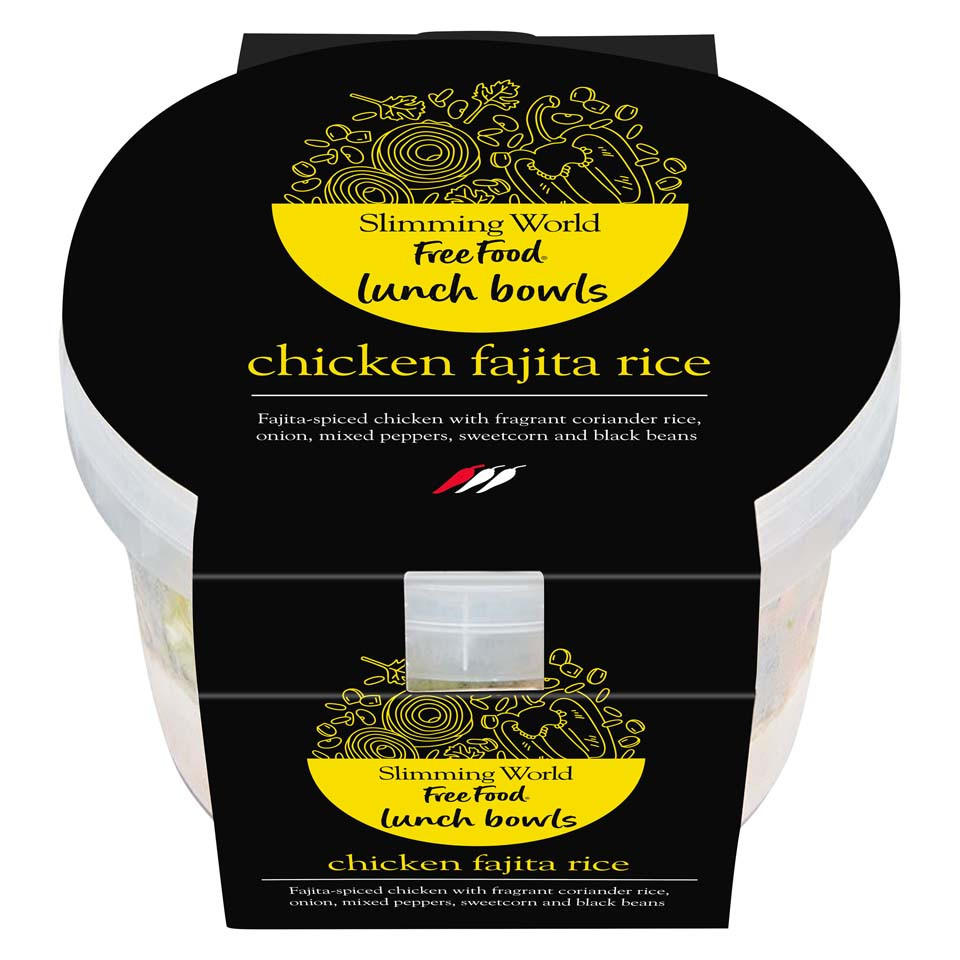 Slimming World
Free Food®
lunch bowls
chicken fajita rice
Fajita-spiced chicken with fragrant coriander rice,
onion, mixed peppers, sweetcorn and black beans
Slimming World
Free Food®
lunch bowls
chicken fajita rice
Fajita-spiced chicken with fragrant coriander rice,
onion, mixed peppers, sweetcorn and black beans